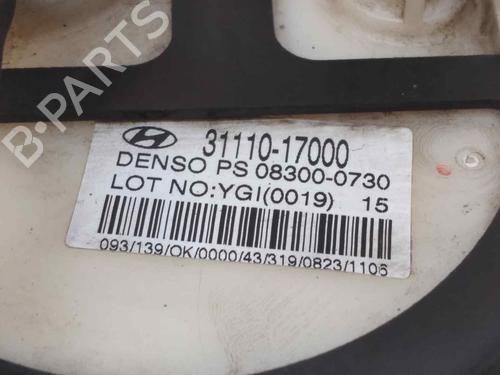 B-PARTS
31110-17000
DENSO PS 08300-0730
LOT NO:YGI(0019) 15
093/139/OK/0000/43/319/0823/1106